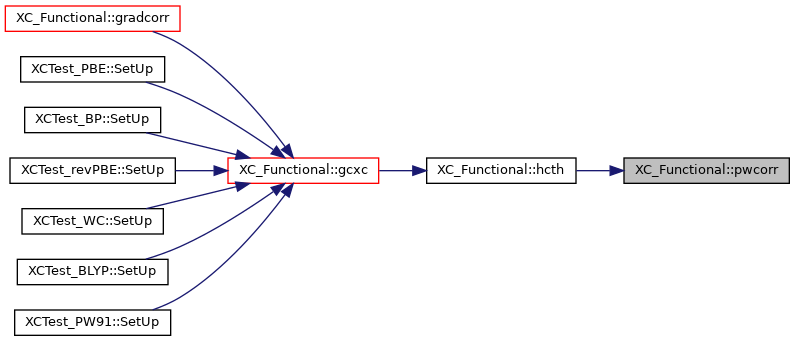 XC_Functional::gradcorr
XCTest_PBE::SetUp
XCTest_BP::SetUp
XCTest_revPBE::SetUp
XC_Functional::gcxc
XC_Functional::hcth
XC_Functional::pwcorr
XCTest_WC::SetUp
XCTest_BLYP::SetUp
XCTest_PW91::SetUp